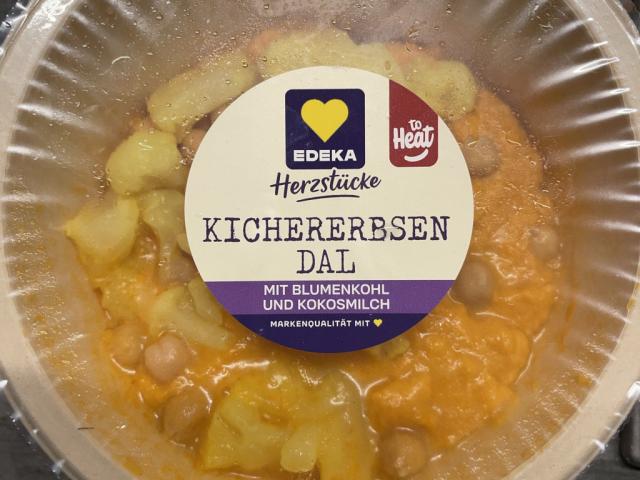 EDEKA
to
Heat
Herzstücke
KICHERERBSEN
DAL
MIT BLUMENKOHL
UND KOKOSMILCH
MARKENQUALITÄT MIT 💛